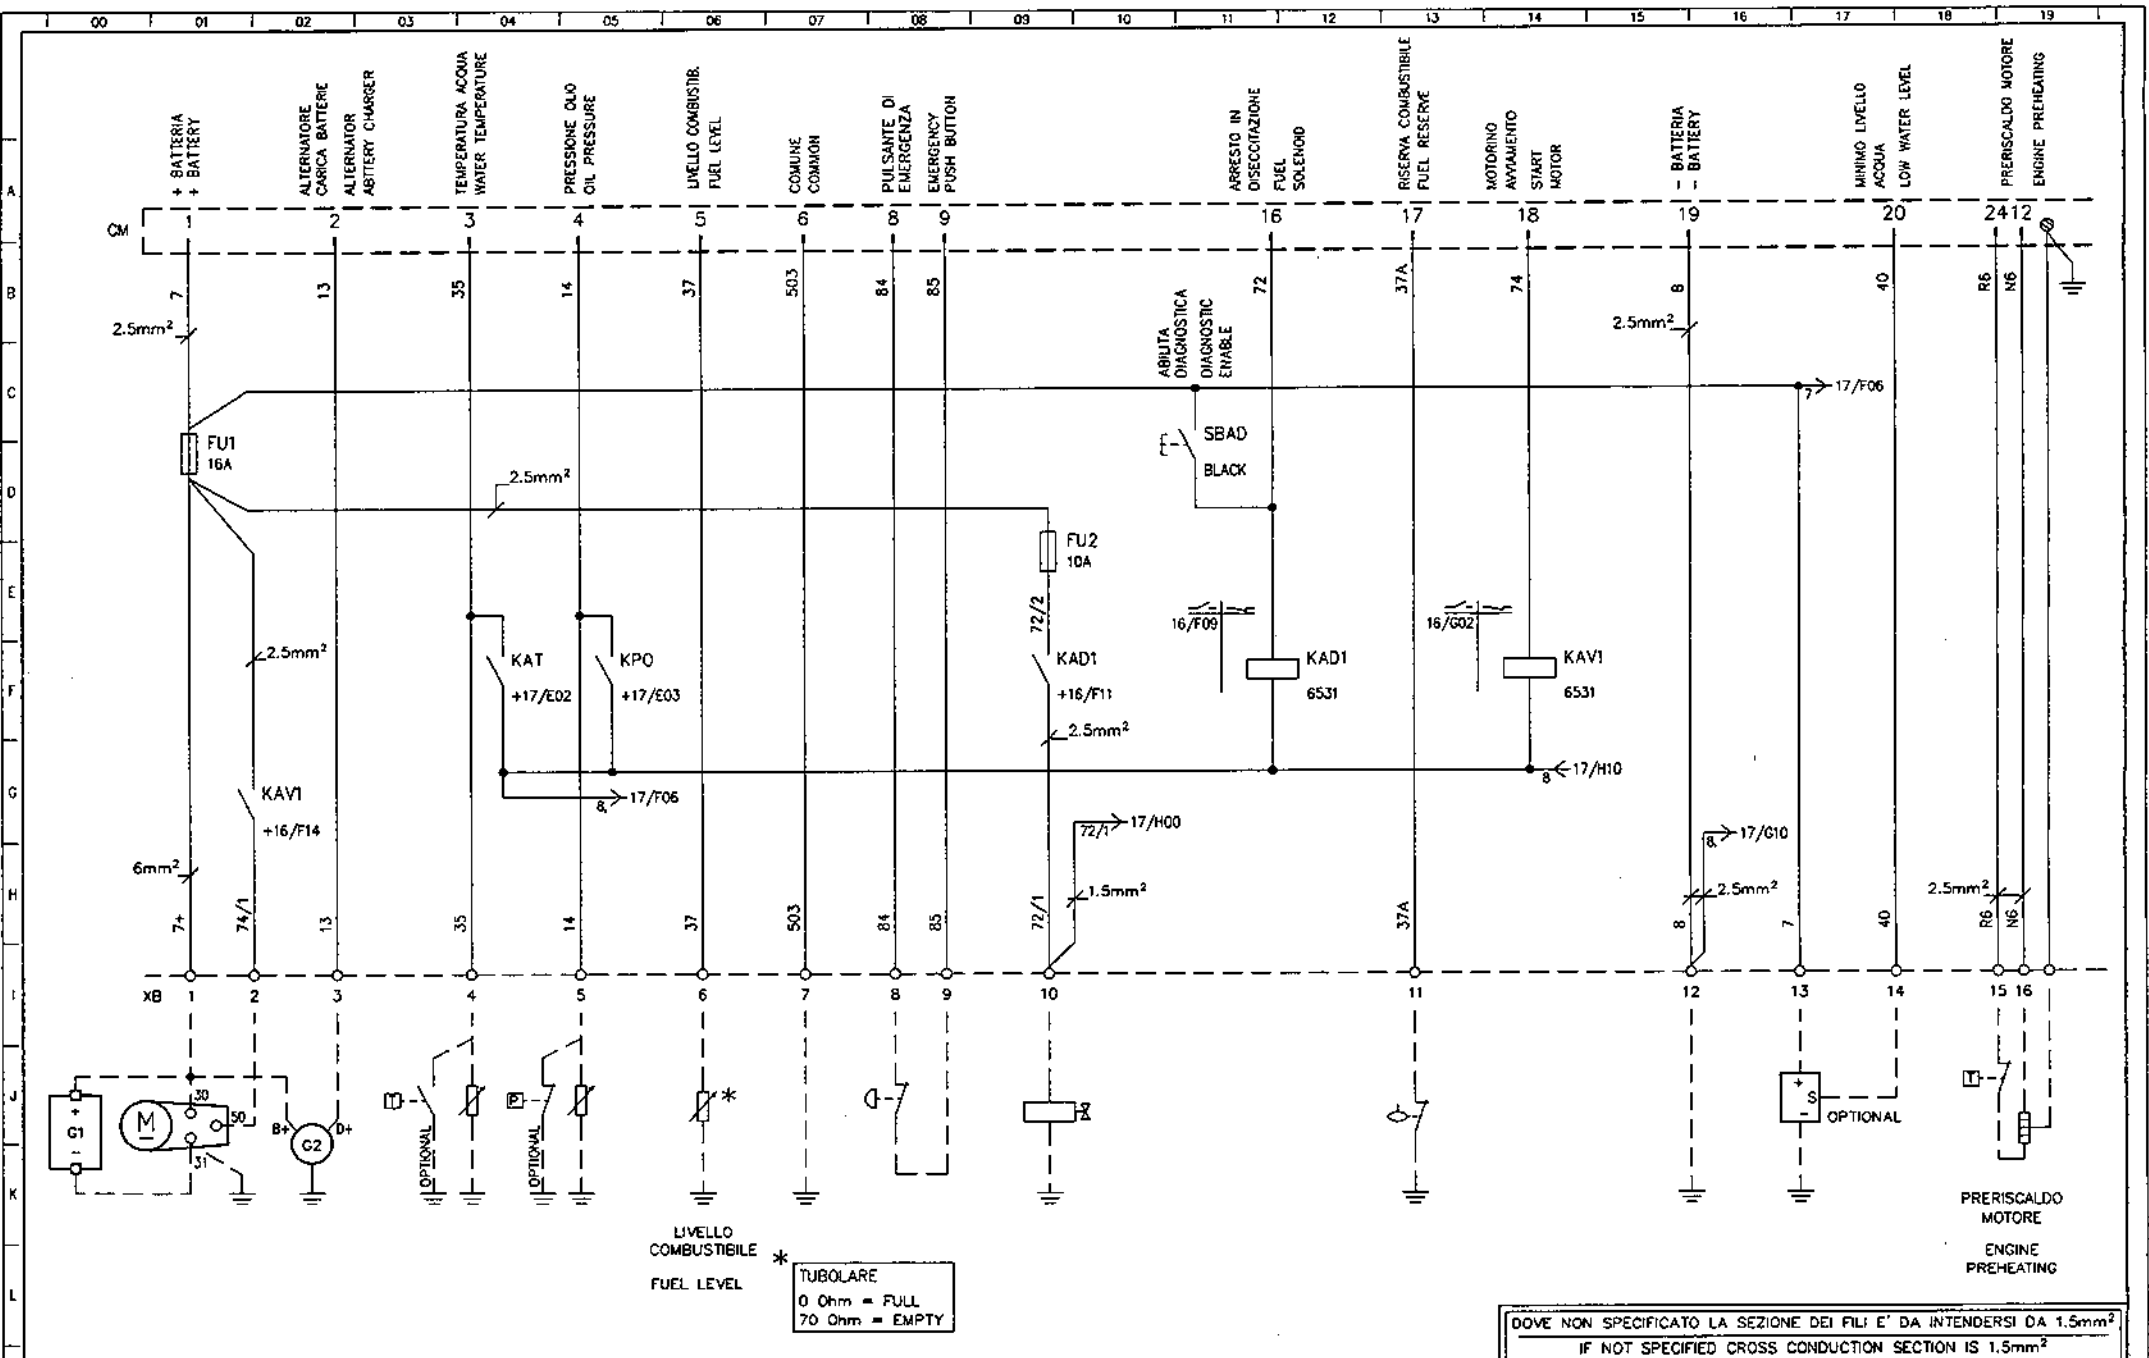 00 01 02 03 04 05 06 07 08 09 10 11 12 13 14 15 16 17 18 19
A
B
C
D
E
F
G
H
I
J
K
L
+ BATTERIA
+ BATTERY
ALTERNATORE
CARICA BATTERIE
ALTERNATOR
ABTTERY CHARGER
TEMPERATURA ACQUA
WATER TEMPERATURE
PRESSIONE OLIO
OIL PRESSURE
LIVELLO COMBUSTIB.
FUEL LEVEL
COMUNE
COMMON
PULSANTE DI
EMERGENZA
EMERGENCY
PUSH BUTTON
ARRESTO IN
DISECCITAZIONE
FUEL
SOLENOID
RISERVA COMBUSTIBILE
FUEL RESERVE
MOTORINO
AVVIAMENTO
START
MOTOR
- BATTERIA
- BATTERY
MINIMO LIVELLO
ACQUA
LOW WATER LEVEL
PRERISCALDO MOTORE
ENGINE PREHEATING
CM 1 2 3 4 5 6 8 9 16 17 18 19 20 24 12
7 13 35 14 37 503 84 85 72 37A 74 8 40 R6 N6
2.5mm²
2.5mm²
ABILITA
DIAGNOSTICA
DIAGNOSTIC
ENABLE
7 17/F06
FU1
16A
SBAD
BLACK
2.5mm²
FU2
10A
72/2
16/F09
16/G02
2.5mm²
KAT
+17/E02
KPO
+17/E03
KAD1
+16/F11
KAD1
6531
KAV1
6531
2.5mm²
8 17/H10
KAV1
+16/F14
8. 17/F06
72/1 17/H00
8. 17/G10
6mm²
1.5mm²
2.5mm²
2.5mm²
7+ 74/1 13 35 14 37 503 84 85 72/1 37A 8 7 40 R6 N6
XB 1 2 3 4 5 6 7 8 9 10 11 12 13 14 15 16
+
G1
-
M
30
50
31
B+
D+
G2
T
OPTIONAL
P
OPTIONAL
*
+
S
-
OPTIONAL
T
PRERISCALDO
MOTORE
ENGINE
PREHEATING
LIVELLO
COMBUSTIBILE
FUEL LEVEL
*
TUBOLARE
0 Ohm = FULL
70 Ohm = EMPTY
DOVE NON SPECIFICATO LA SEZIONE DEI FILI E' DA INTENDERSI DA 1.5mm²
IF NOT SPECIFIED CROSS CONDUCTION SECTION IS 1.5mm²